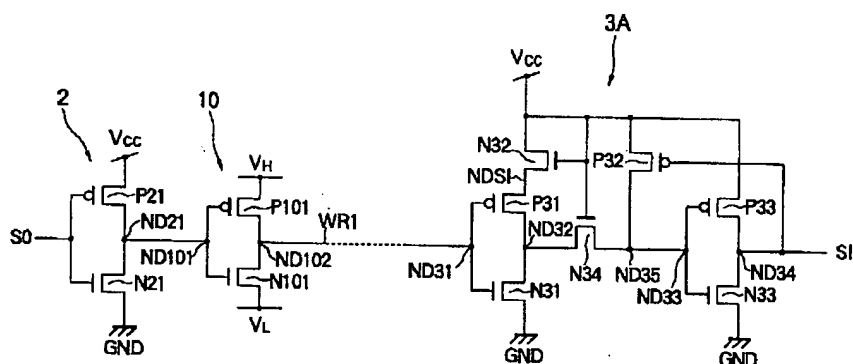 3A
2
10
VCC
VCC
VH
N32
P32
NDSI
P21
P101
P31
P33
ND21
WR1
ND32
S0
ND101
ND102
ND31
N34
ND35
ND33
ND34
SI
N21
N101
N31
N33
VL
GND
GND
GND